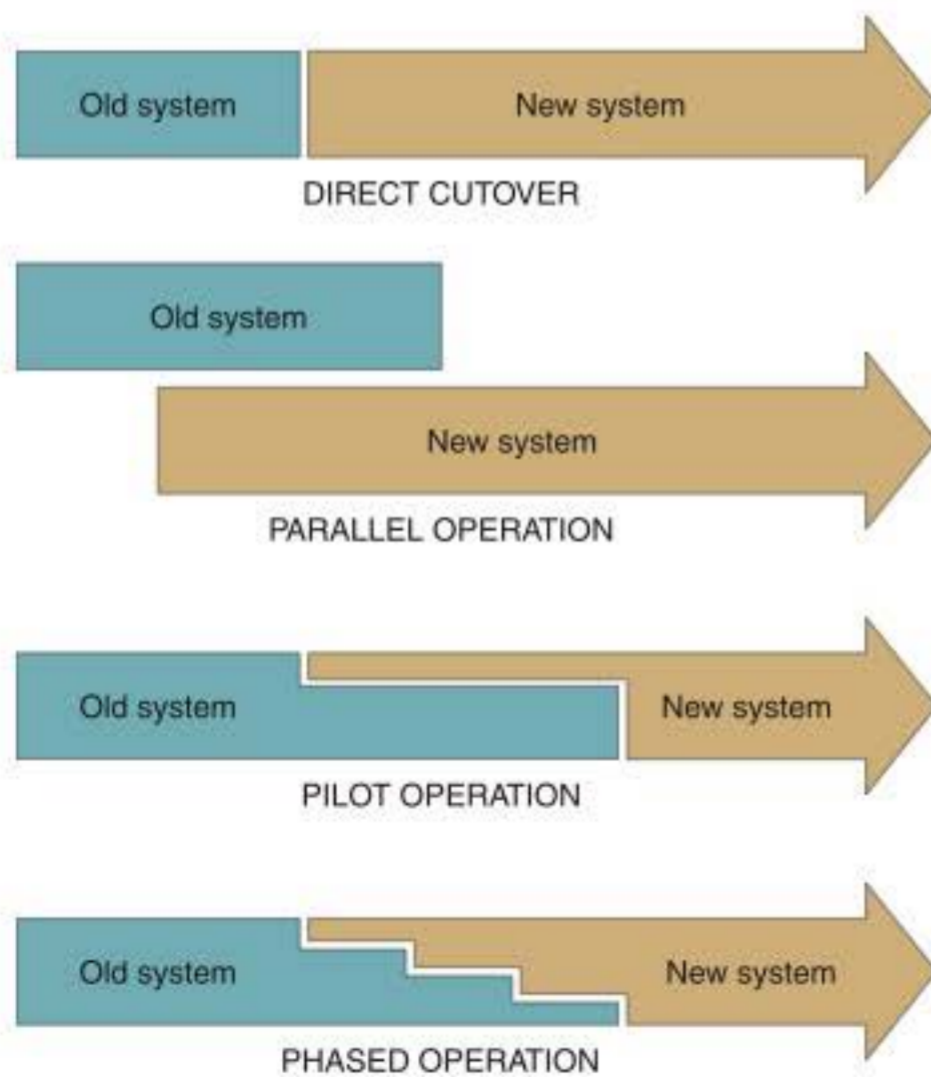 Old system New system
DIRECT CUTOVER
Old system
New system
PARALLEL OPERATION
Old system New system
PILOT OPERATION
Old system New system
PHASED OPERATION